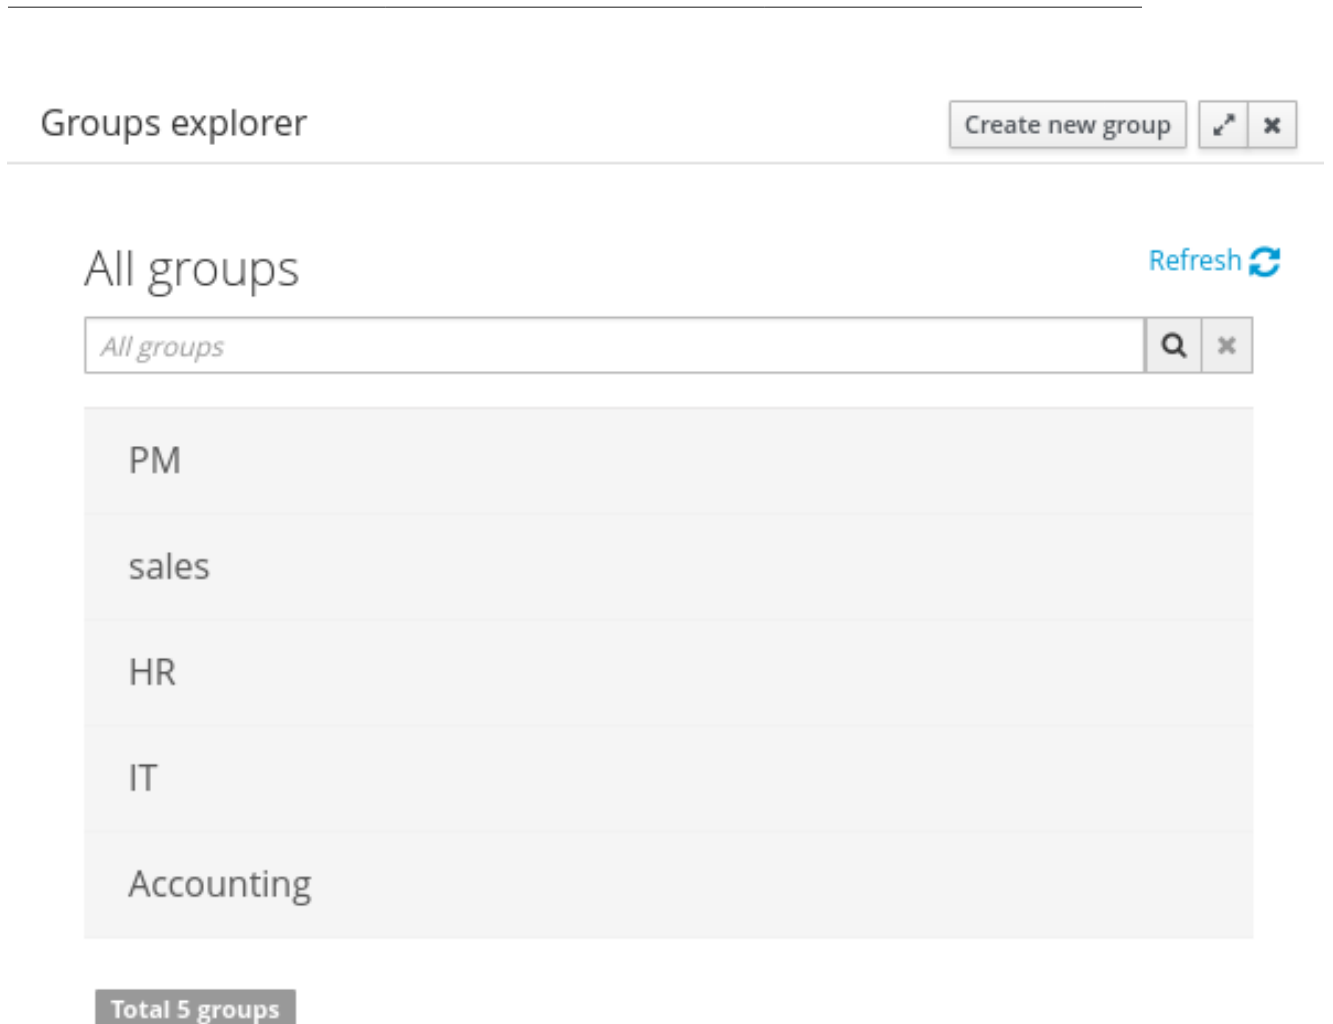 Groups explorer
Create new group
All groups
Refresh
All groups
PM
sales
HR
IT
Accounting
Total 5 groups